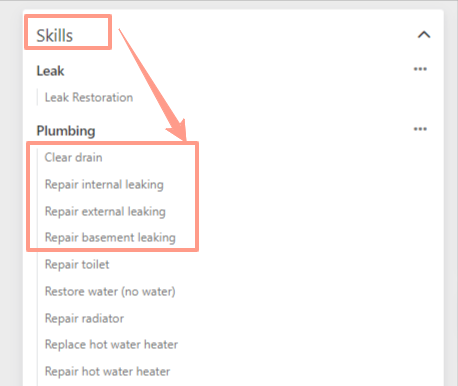 Skills
Leak
Leak Restoration
Plumbing
Clear drain
Repair internal leaking
Repair external leaking
Repair basement leaking
Repair toilet
Restore water (no water)
Repair radiator
Replace hot water heater
Repair hot water heater